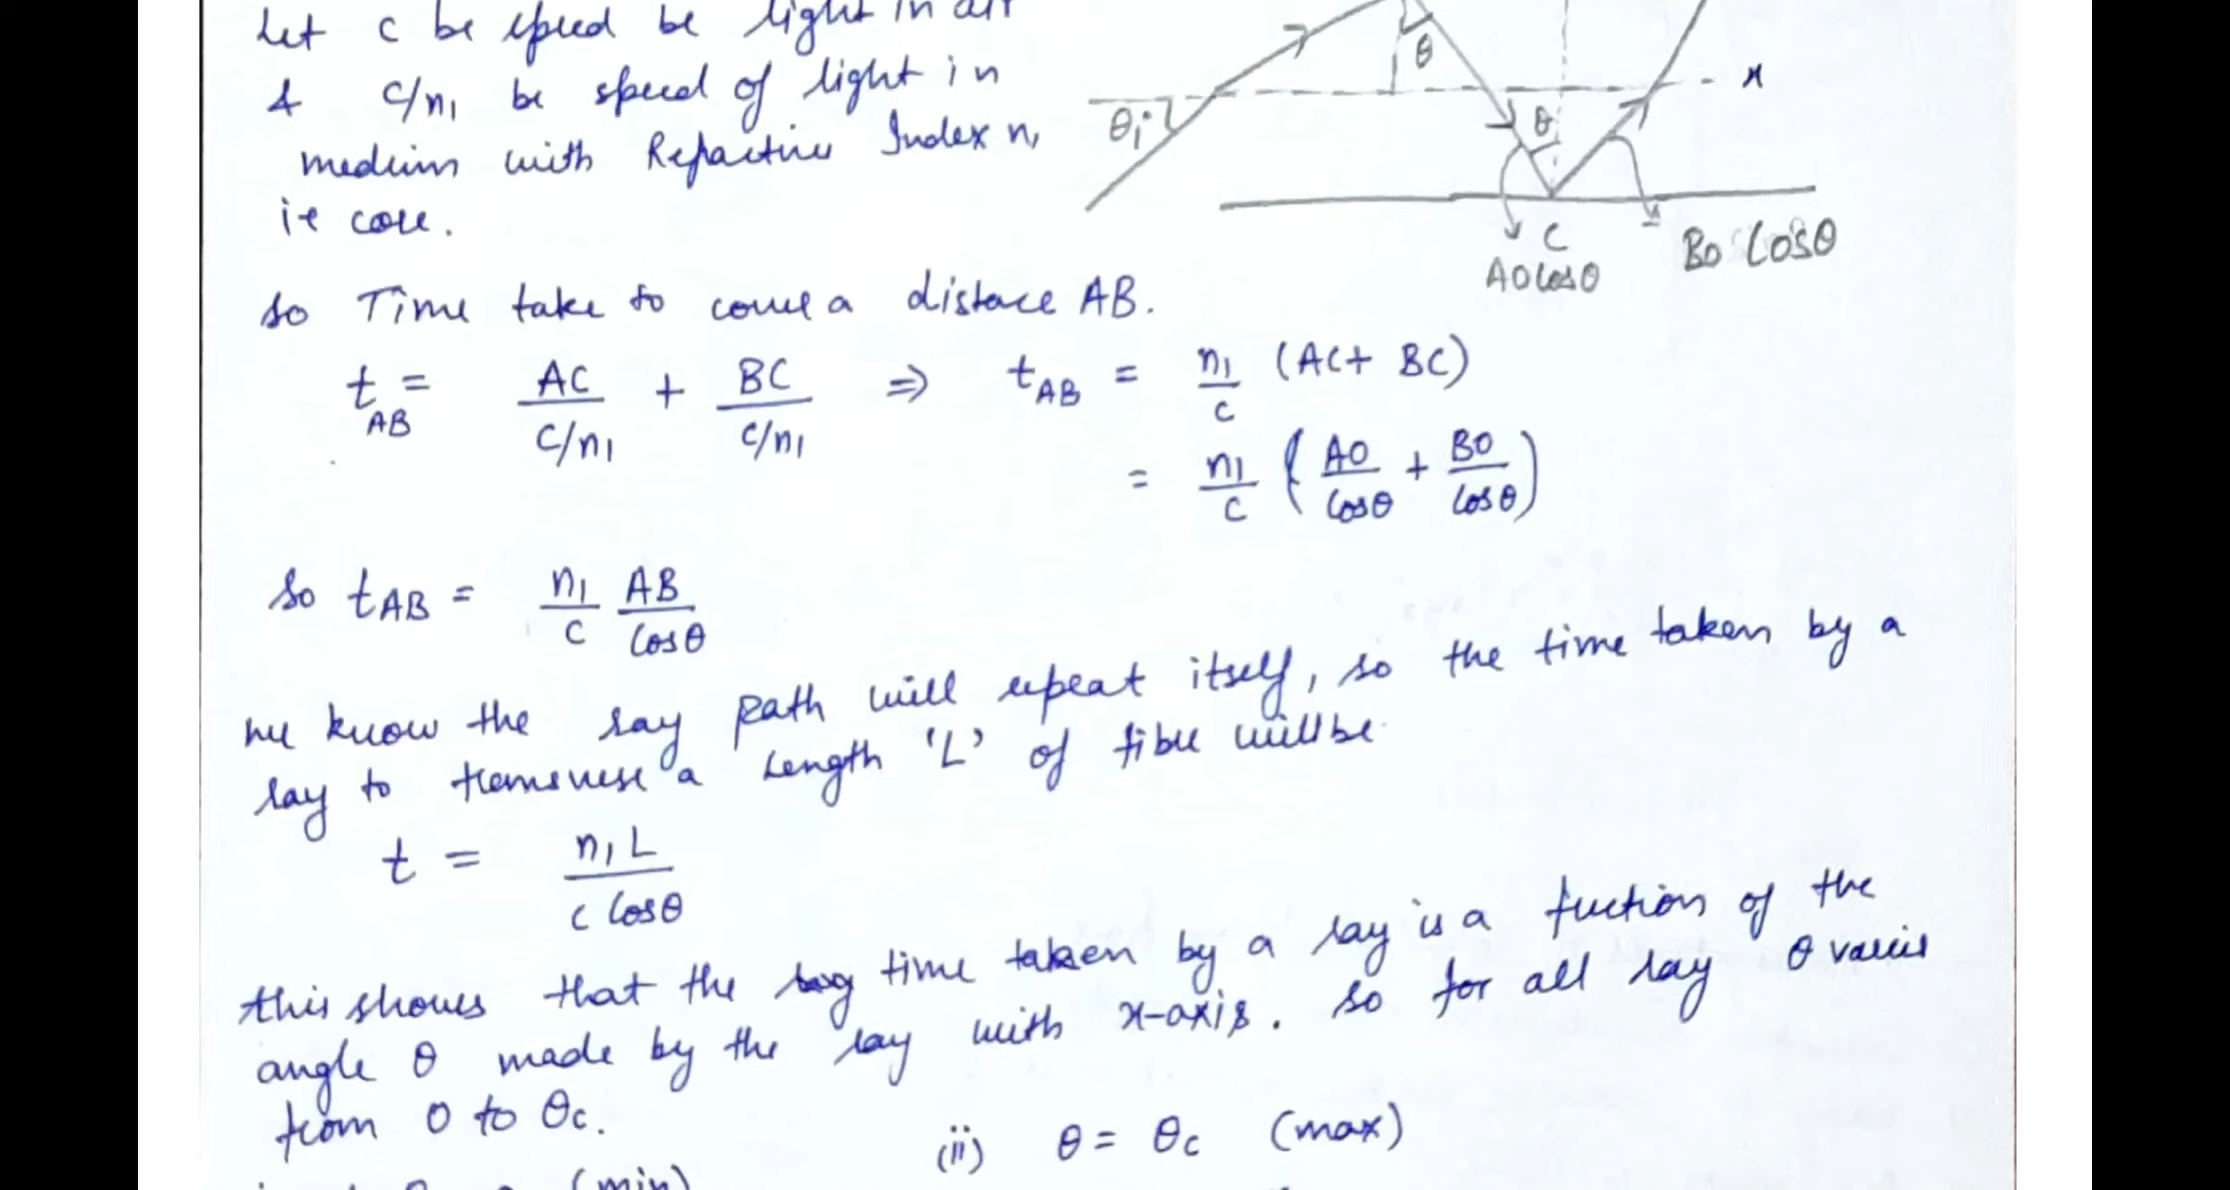 Let c be speed be light in air
& c/n₁ be speed of light in
medium with Refractive Index n₁
ie core.
θᵢ
θ
θ
x
C
AO Cosθ
BO Cosθ
So Time take to cover a distace AB.
t_AB = AC / (C/n₁) + BC / (c/n₁) ⇒ t_AB = n₁/c (AC + BC)
= n₁/c (AO/Cosθ + BO/Cosθ)
So t_AB = n₁/c AB/Cosθ
we know the ray path will repeat itself, so the time taken by a
ray to a Length 'L' of fibre will be
t = n₁L / c Cosθ
this shows that the time taken by a ray is a fuction of the
angle θ made by the ray with x-axis. So for all ray θ varies
from 0 to θc.
(ii) θ = θc (max)
(min)